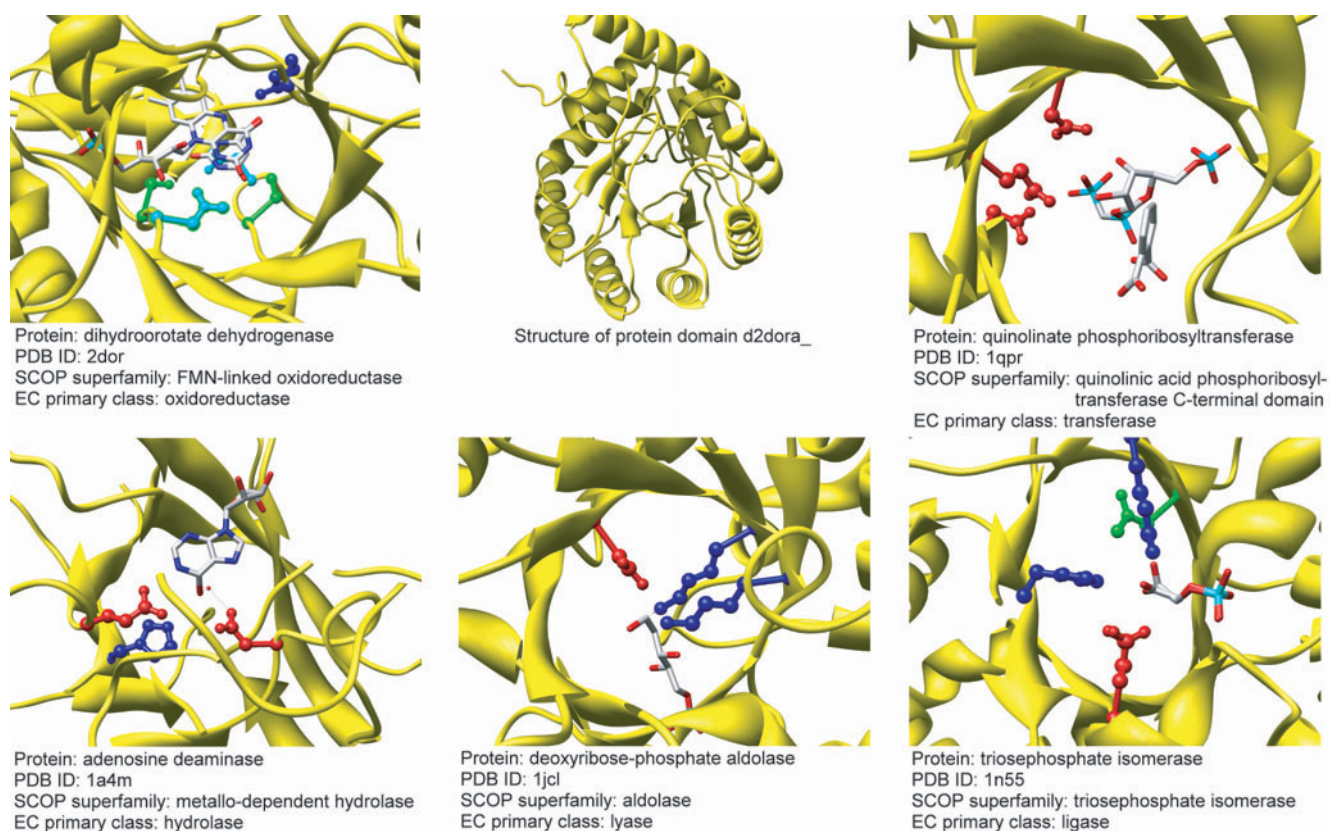 Protein: dihydroorotate dehydrogenase
PDB ID: 2dor
SCOP superfamily: FMN-linked oxidoreductase
EC primary class: oxidoreductase
Structure of protein domain d2dora_
Protein: quinolinate phosphoribosyltransferase
PDB ID: 1qpr
SCOP superfamily: quinolinic acid phosphoribosyl-
transferase C-terminal domain
EC primary class: transferase
Protein: adenosine deaminase
PDB ID: 1a4m
SCOP superfamily: metallo-dependent hydrolase
EC primary class: hydrolase
Protein: deoxyribose-phosphate aldolase
PDB ID: 1jcl
SCOP superfamily: aldolase
EC primary class: lyase
Protein: triosephosphate isomerase
PDB ID: 1n55
SCOP superfamily: triosephosphate isomerase
EC primary class: ligase